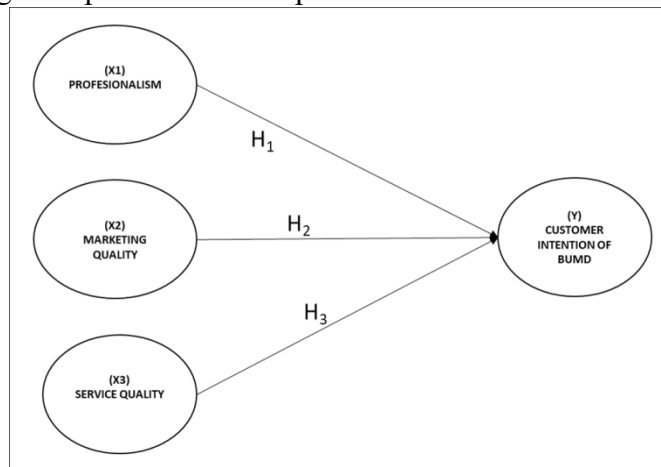 (X1)
PROFESIONALISM
H₁
(X2)
MARKETING
QUALITY
H₂
(Y)
CUSTOMER
INTENTION OF
BUMD
H₃
(X3)
SERVICE QUALITY